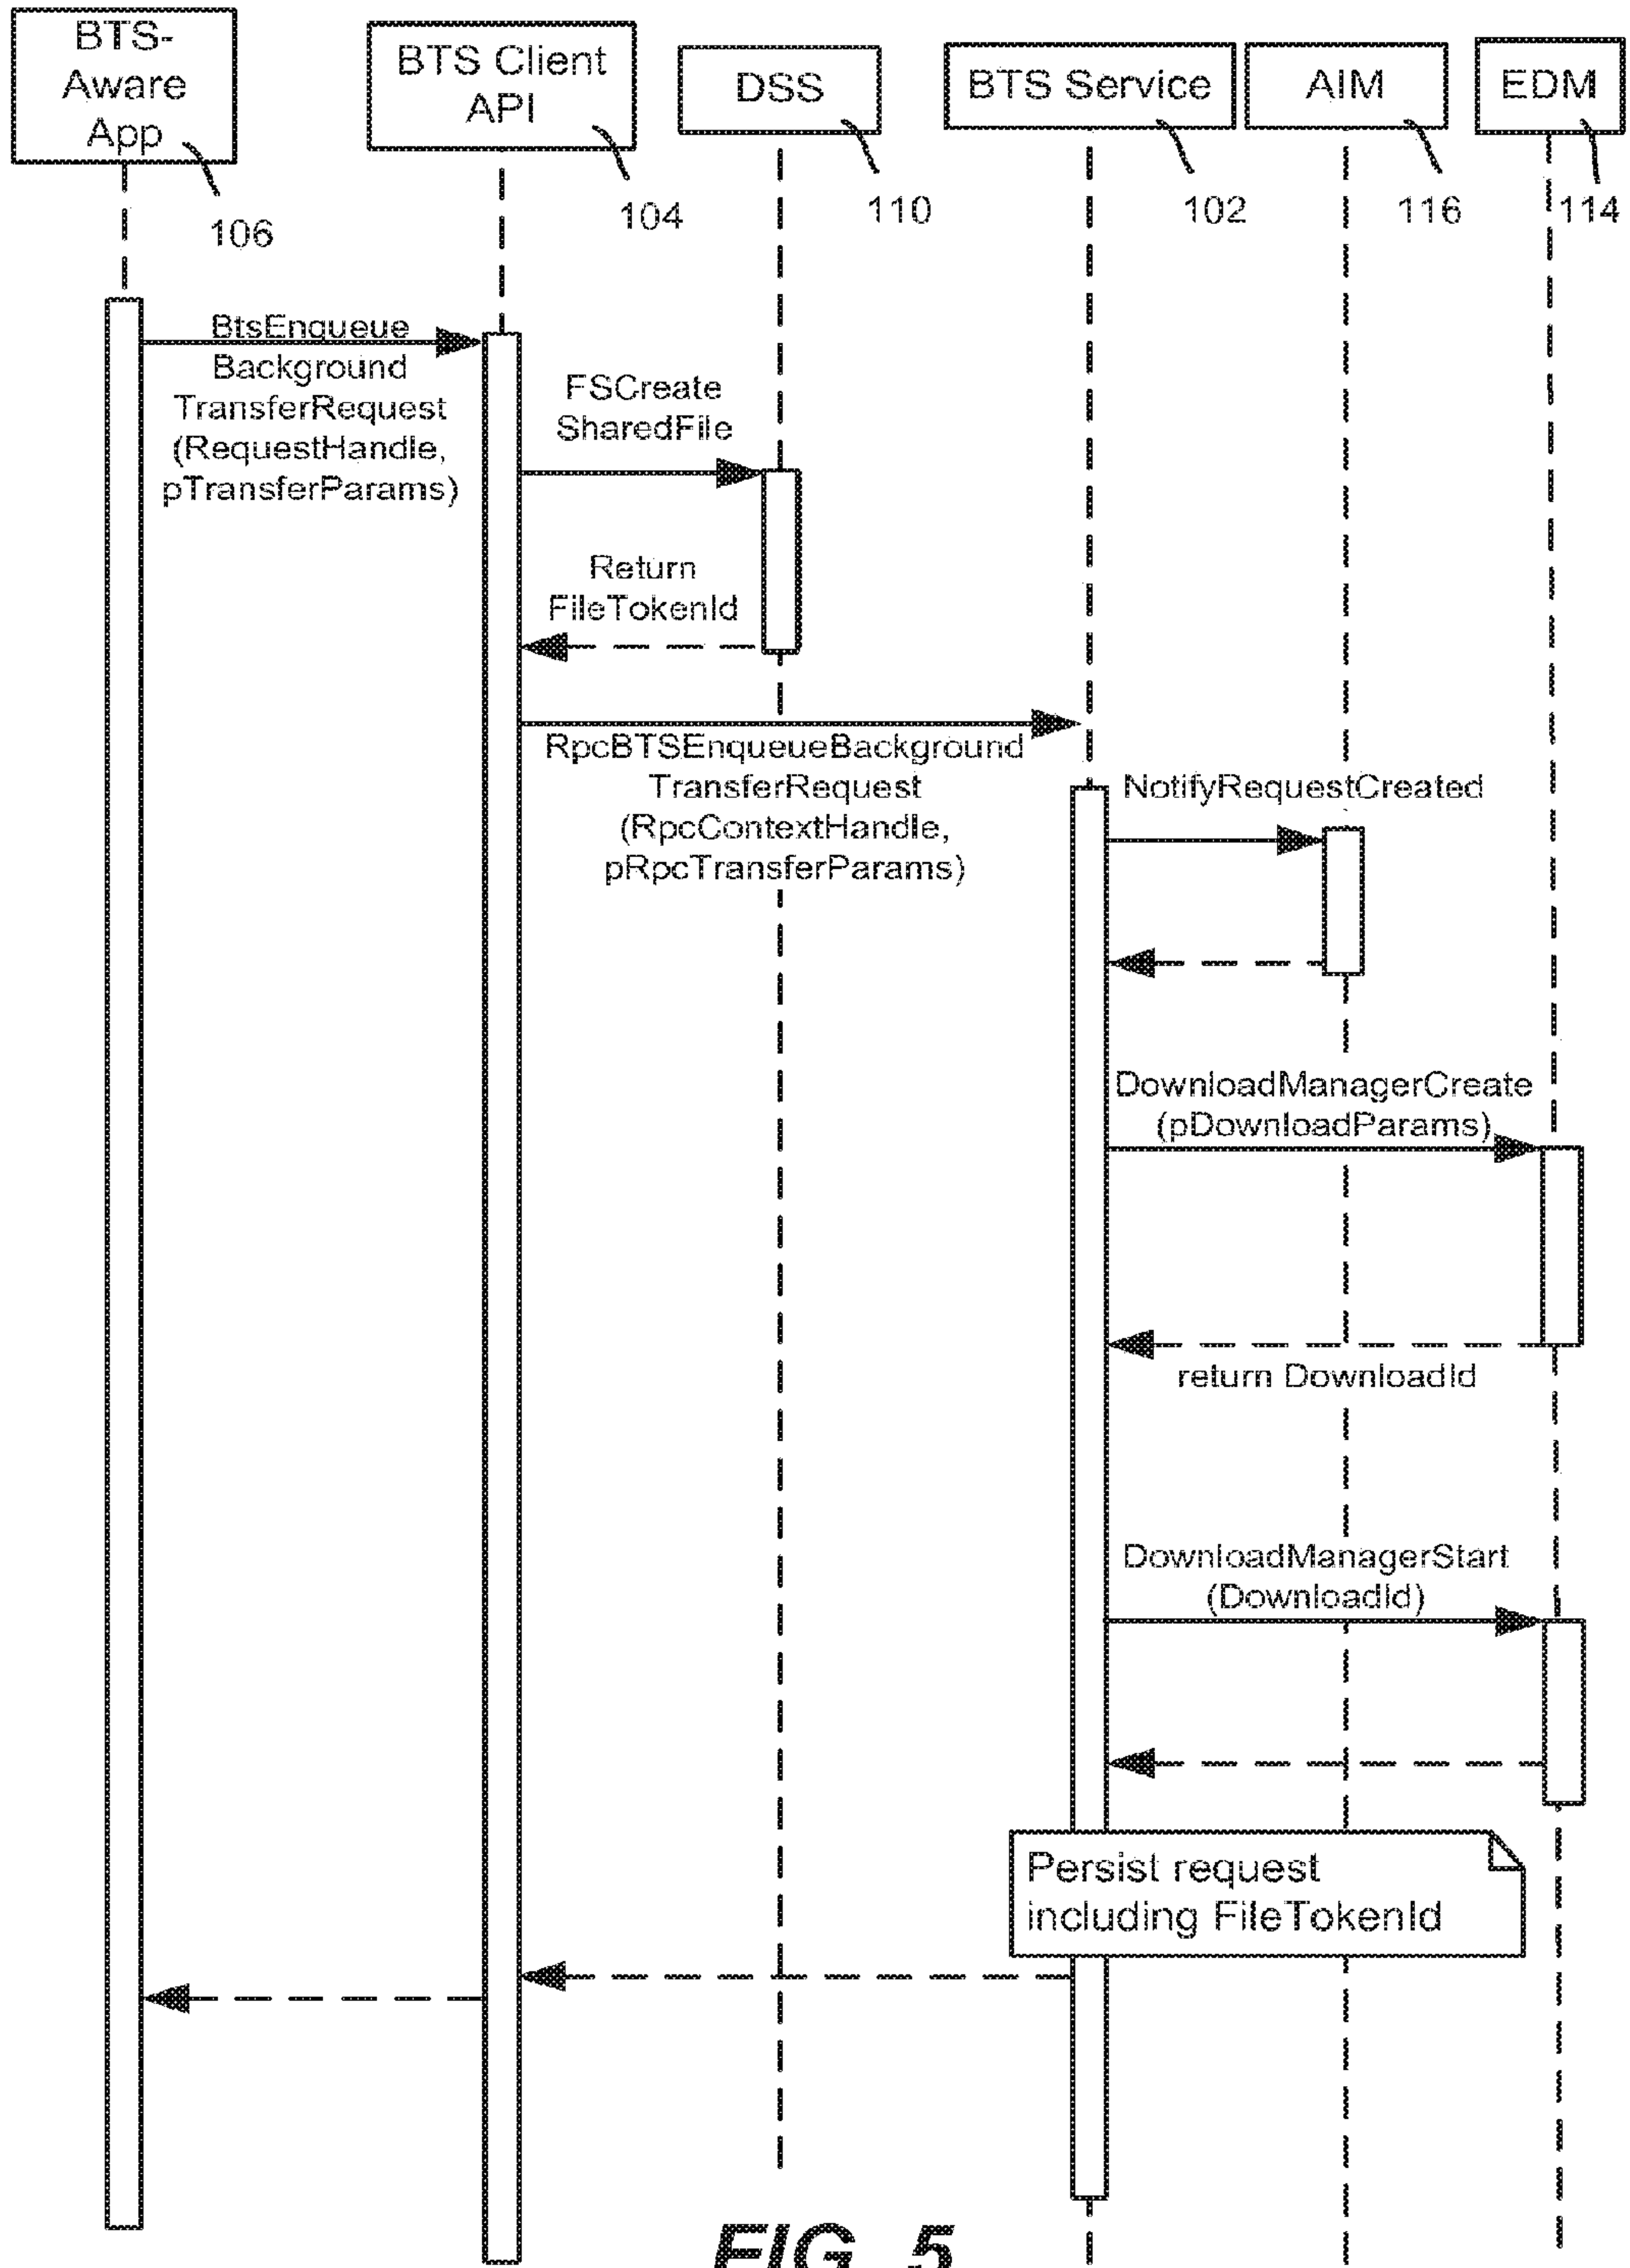 BTS-
Aware
App
BTS Client
API
DSS
BTS Service
AIM
EDM
106
104
110
102
116
114
BtsEnqueue
Background
TransferRequest
(RequestHandle,
pTransferParams)
FSCreate
SharedFile
Return
FileTokenId
RpcBTSEnqueueBackground
TransferRequest
(RpcContextHandle,
pRpcTransferParams)
NotifyRequestCreated
DownloadManagerCreate
(pDownloadParams)
return DownloadId
DownloadManagerStart
(DownloadId)
Persist request
including FileTokenId
FIG. 5